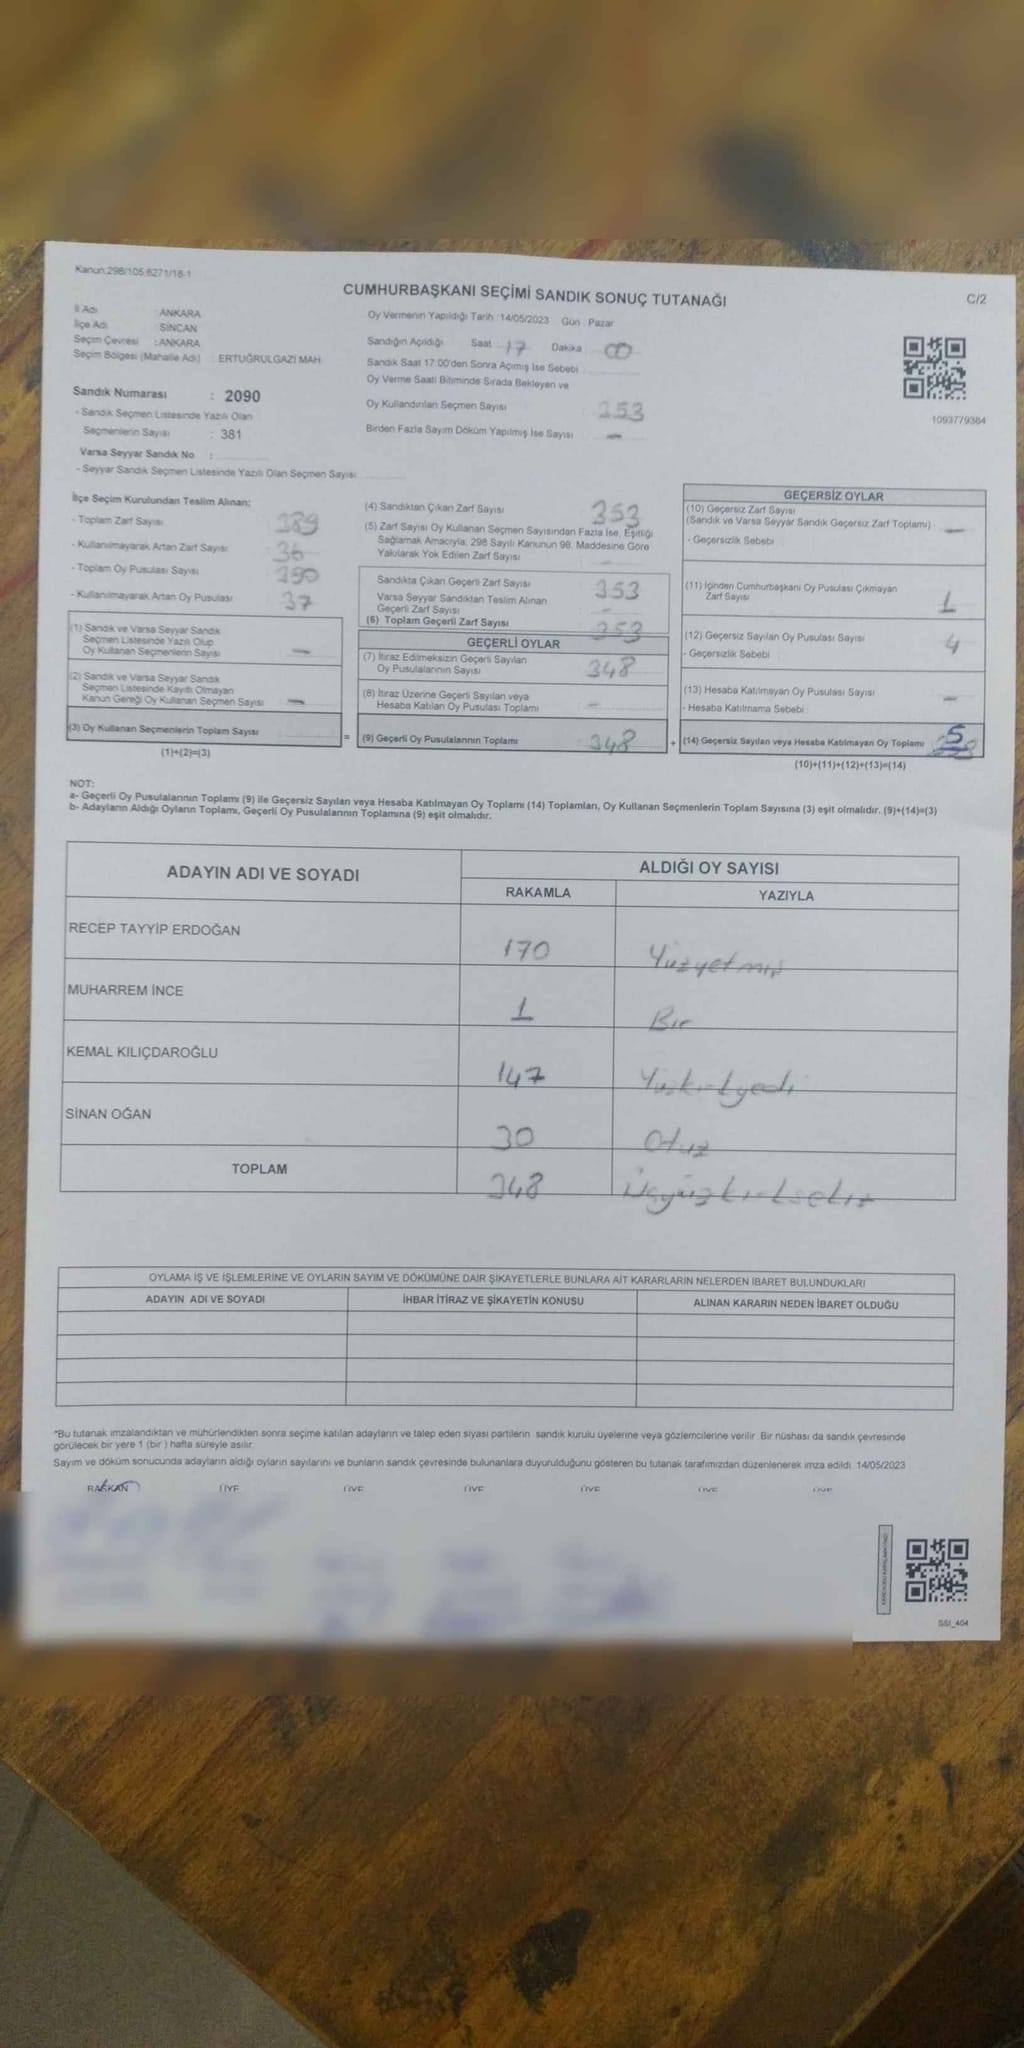 Kanun:298/105,6271/16-1
CUMHURBAŞKANI SEÇİMİ SANDIK SONUÇ TUTANAĞI
C/2
İl Adı : ANKARA
İlçe Adı : SİNCAN
Seçim Çevresi : ANKARA
Seçim Bölgesi (Mahalle Adı) : ERTUĞRULGAZİ MAH
Sandık Numarası : 2090
- Sandık Seçmen Listesinde Yazılı Olan
Seçmenlerin Sayısı : 381
Varsa Seyyar Sandık No :
- Seyyar Sandık Seçmen Listesinde Yazılı Olan Seçmen Sayısı
Oy Vermenin Yapıldığı Tarih : 14/05/2023 Gün : Pazar
Sandığın Açıldığı Saat 17 Dakika 00
Sandık Saat 17:00'den Sonra Açımış İse Sebebi
Oy Verme Saati Bitiminde Sırada Bekleyen ve
Oy Kullandırılan Seçmen Sayısı : 353
Birden Fazla Sayım Döküm Yapılmış İse Sayısı : -
1093779384
İlçe Seçim Kurulundan Teslim Alınan;
- Toplam Zarf Sayısı : 389
- Kullanılmayarak Artan Zarf Sayısı : 36
- Toplam Oy Pusulası Sayısı : 390
- Kullanılmayarak Artan Oy Pusulası : 37
(1) Sandık ve Varsa Seyyar Sandık
Seçmen Listesinde Yazılı Olup
Oy Kullanan Seçmenlerin Sayısı -
(2) Sandık ve Varsa Seyyar Sandık
Seçmen Listesinde Kayıtlı Olmayan
Kanun Gereği Oy Kullanan Seçmen Sayısı -
(3) Oy Kullanan Seçmenlerin Toplam Sayısı
(1)+(2)=(3)
(4) Sandıktan Çıkan Zarf Sayısı 353
(5) Zarf Sayısı Oy Kullanan Seçmen Sayısından Fazla İse, Eşitliği
Sağlamak Amacıyla, 298 Sayılı Kanunun 98. Maddesine Göre
Yakılarak Yok Edilen Zarf Sayısı -
Sandıkta Çıkan Geçerli Zarf Sayısı 353
Varsa Seyyar Sandıktan Teslim Alınan
Geçerli Zarf Sayısı -
(6) Toplam Geçerli Zarf Sayısı 353
GEÇERLİ OYLAR
(7) İtiraz Edilmeksizin Geçerli Sayılan
Oy Pusulalarının Sayısı 348
(8) İtiraz Üzerine Geçerli Sayılan veya
Hesaba Katılan Oy Pusulası Toplamı -
= (9) Geçerli Oy Pusulalarının Toplamı 348
GEÇERSİZ OYLAR
(10) Geçersiz Zarf Sayısı
(Sandık ve Varsa Seyyar Sandık Geçersiz Zarf Toplamı) -
- Geçersizlik Sebebi :
(11) İçinden Cumhurbaşkanı Oy Pusulası Çıkmayan
Zarf Sayısı 1
(12) Geçersiz Sayılan Oy Pusulası Sayısı 4
- Geçersizlik Sebebi :
(13) Hesaba Katılmayan Oy Pusulası Sayısı -
- Hesaba Katılmama Sebebi :
+ (14) Geçersiz Sayılan veya Hesaba Katılmayan Oy Toplamı 5
(10)+(11)+(12)+(13)=(14)
NOT:
a- Geçerli Oy Pusulalarının Toplamı (9) ile Geçersiz Sayılan veya Hesaba Katılmayan Oy Toplamı (14) Toplamları, Oy Kullanan Seçmenlerin Toplam Sayısına (3) eşit olmalıdır. (9)+(14)=(3)
b- Adayların Aldığı Oyların Toplamı, Geçerli Oy Pusulalarının Toplamına (9) eşit olmalıdır.
ADAYIN ADI VE SOYADI ALDIĞI OY SAYISI
RAKAMLA YAZIYLA
RECEP TAYYİP ERDOĞAN 170 Yüzyetmiş
MUHARREM İNCE 1 Bir
KEMAL KILIÇDAROĞLU 147 Yüzkırkyedi
SİNAN OĞAN 30 Otuz
TOPLAM 348 Üçyüzkırksekiz
OYLAMA İŞ VE İŞLEMLERİNE VE OYLARIN SAYIM VE DÖKÜMÜNE DAİR ŞİKAYETLERLE BUNLARA AİT KARARLARIN NELERDEN İBARET BULUNDUKLARI
ADAYIN ADI VE SOYADI İHBAR İTİRAZ VE ŞİKAYETİN KONUSU ALINAN KARARIN NEDEN İBARET OLDUĞU
*Bu tutanak imzalandıktan ve mühürlendikten sonra seçime katılan adayların ve talep eden siyasi partilerin sandık kurulu üyelerine veya gözlemcilerine verilir. Bir nüshası da sandık çevresinde
görülecek bir yere 1 (bir ) hafta süreyle asılır.
Sayım ve döküm sonucunda adayların aldığı oyların sayılarını ve bunların sandık çevresinde bulunanlara duyurulduğunu gösteren bu tutanak tarafımızdan düzenlenerek imza edildi. 14/05/2023
BAŞKAN ÜYE ÜYE ÜYE ÜYE ÜYE ÜYE
SSI_404